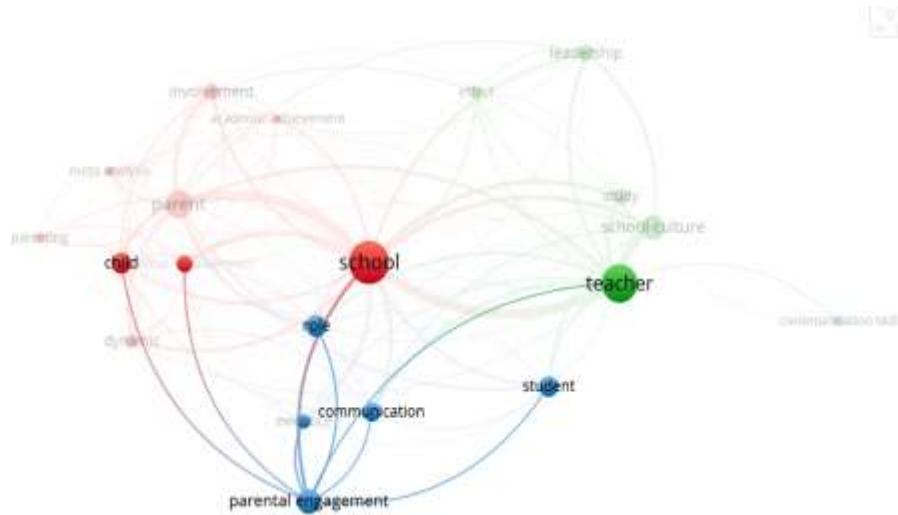 leadership
involvement
effect
academic achievement
meta analysis
parent
study
school culture
parenting
child
school
teacher
communication skill
role
dynamic
student
communication
parental engagement